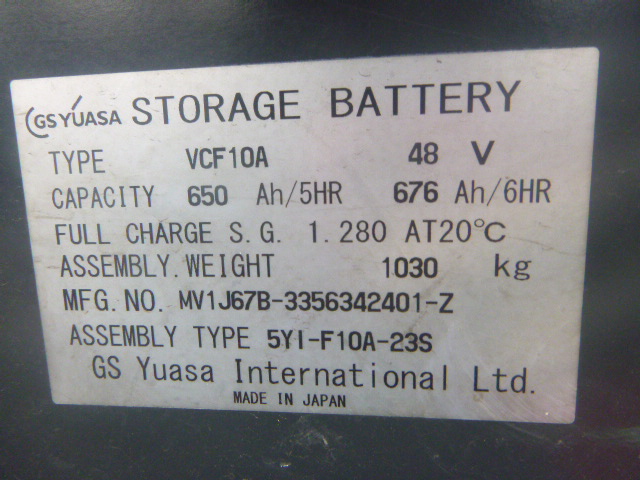 GS YUASA STORAGE BATTERY
TYPE VCF10A 48 V
CAPACITY 650 Ah/5HR 676 Ah/6HR
FULL CHARGE S.G. 1.280 AT20℃
ASSEMBLY.WEIGHT 1030 kg
MFG.NO. MV1J67B-3356342401-Z
ASSEMBLY TYPE 5YI-F10A-23S
GS Yuasa International Ltd.
MADE IN JAPAN